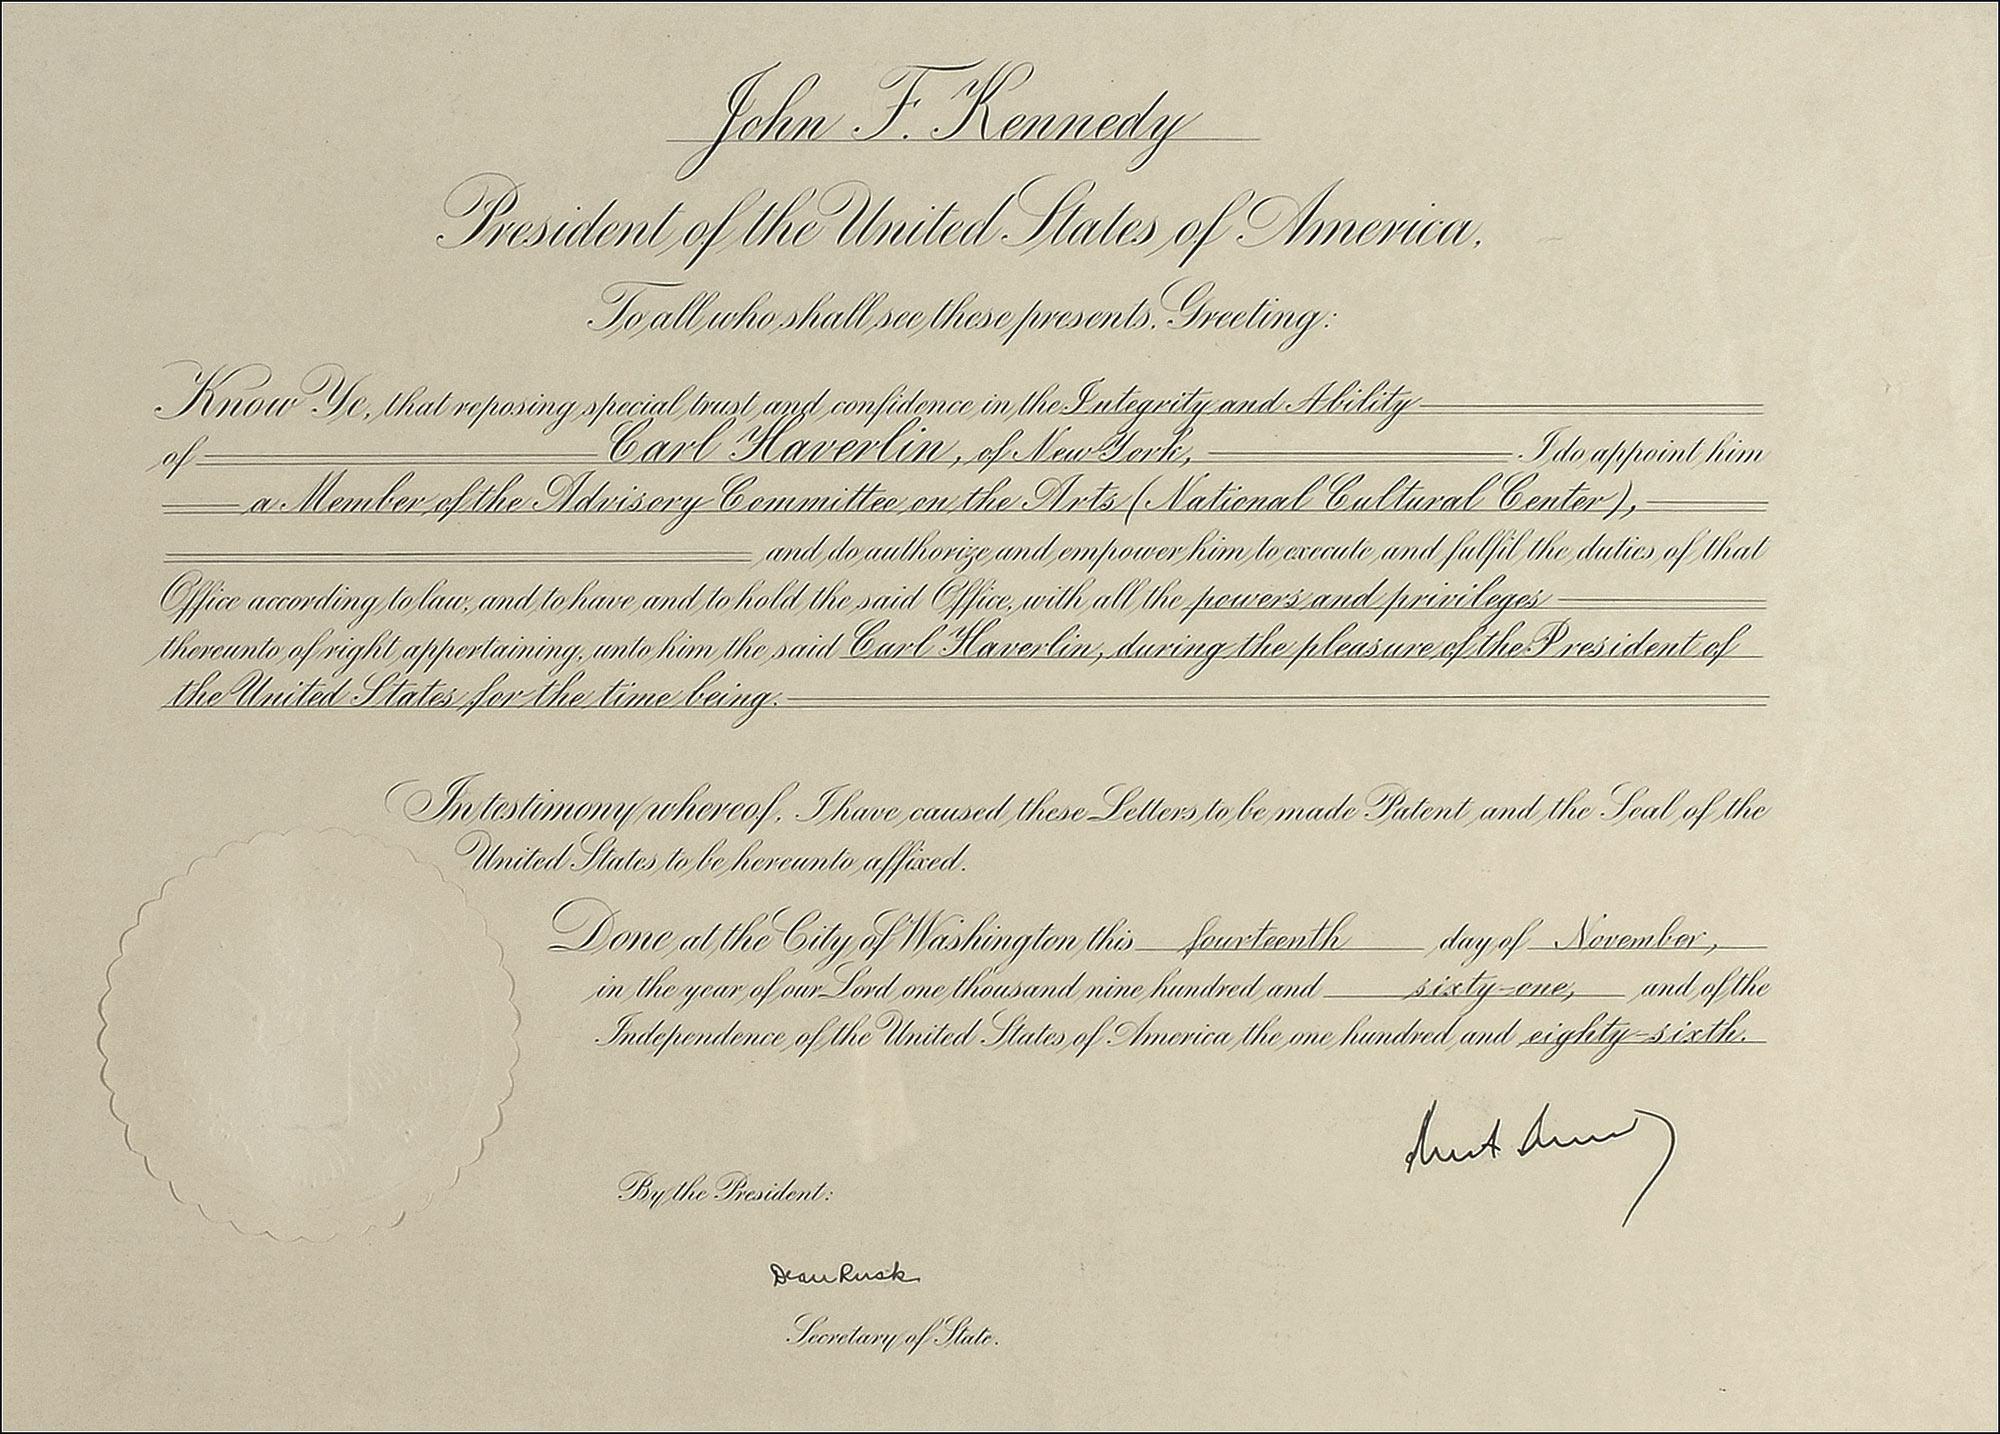 John F. Kennedy
President of the United States of America.
To all who shall see these presents, Greeting:
Know Ye, that reposing special trust and confidence in the Integrity and Ability
of Carl Haverlin, of New York, I do appoint him
a Member of the Advisory Committee on the Arts (National Cultural Center),
and do authorize and empower him to execute and fulfil the duties of that
Office according to law, and to have and to hold the said Office, with all the powers and privileges
thereunto of right appertaining, unto him the said Carl Haverlin, during the pleasure of the President of
the United States for the time being.
In testimony whereof, I have caused these Letters to be made Patent and the Seal of the
United States to be hereunto affixed.
Done at the City of Washington this fourteenth day of November,
in the year of our Lord one thousand nine hundred and sixty-one, and of the
Independence of the United States of America the one hundred and eighty-sixth.
By the President:
Dean Rusk
Secretary of State.